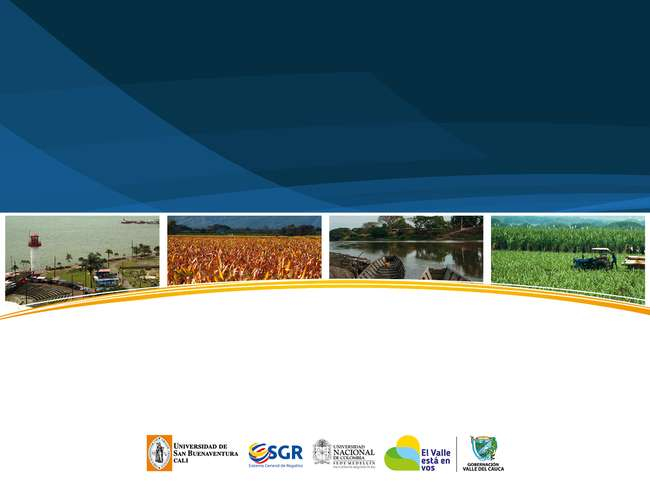 UNIVERSIDAD DE
SAN BUENAVENTURA
CALI
SGR
Sistema General de Regalías
UNIVERSIDAD
NACIONAL
DE COLOMBIA
SEDE MEDELLÍN
El Valle
está en
vos
GOBERNACIÓN
VALLE DEL CAUCA